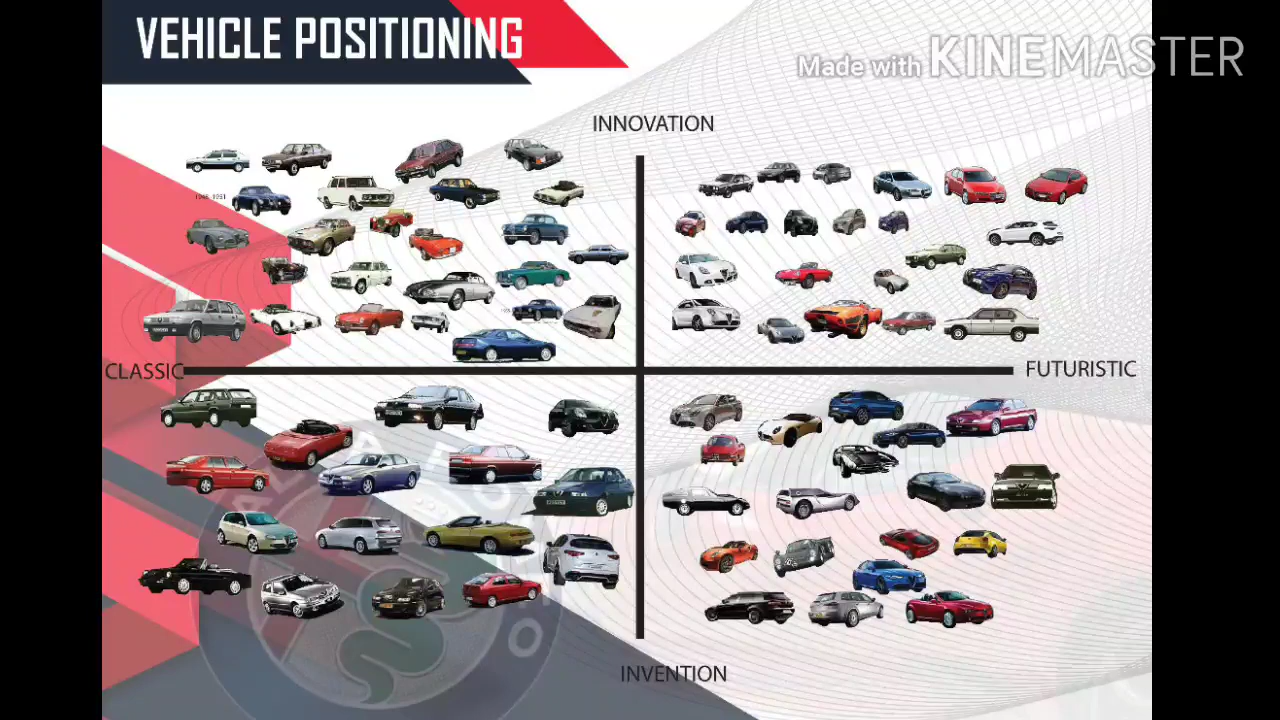 VEHICLE POSITIONING
Made with KINEMASTER
INNOVATION
CLASSIC
FUTURISTIC
INVENTION